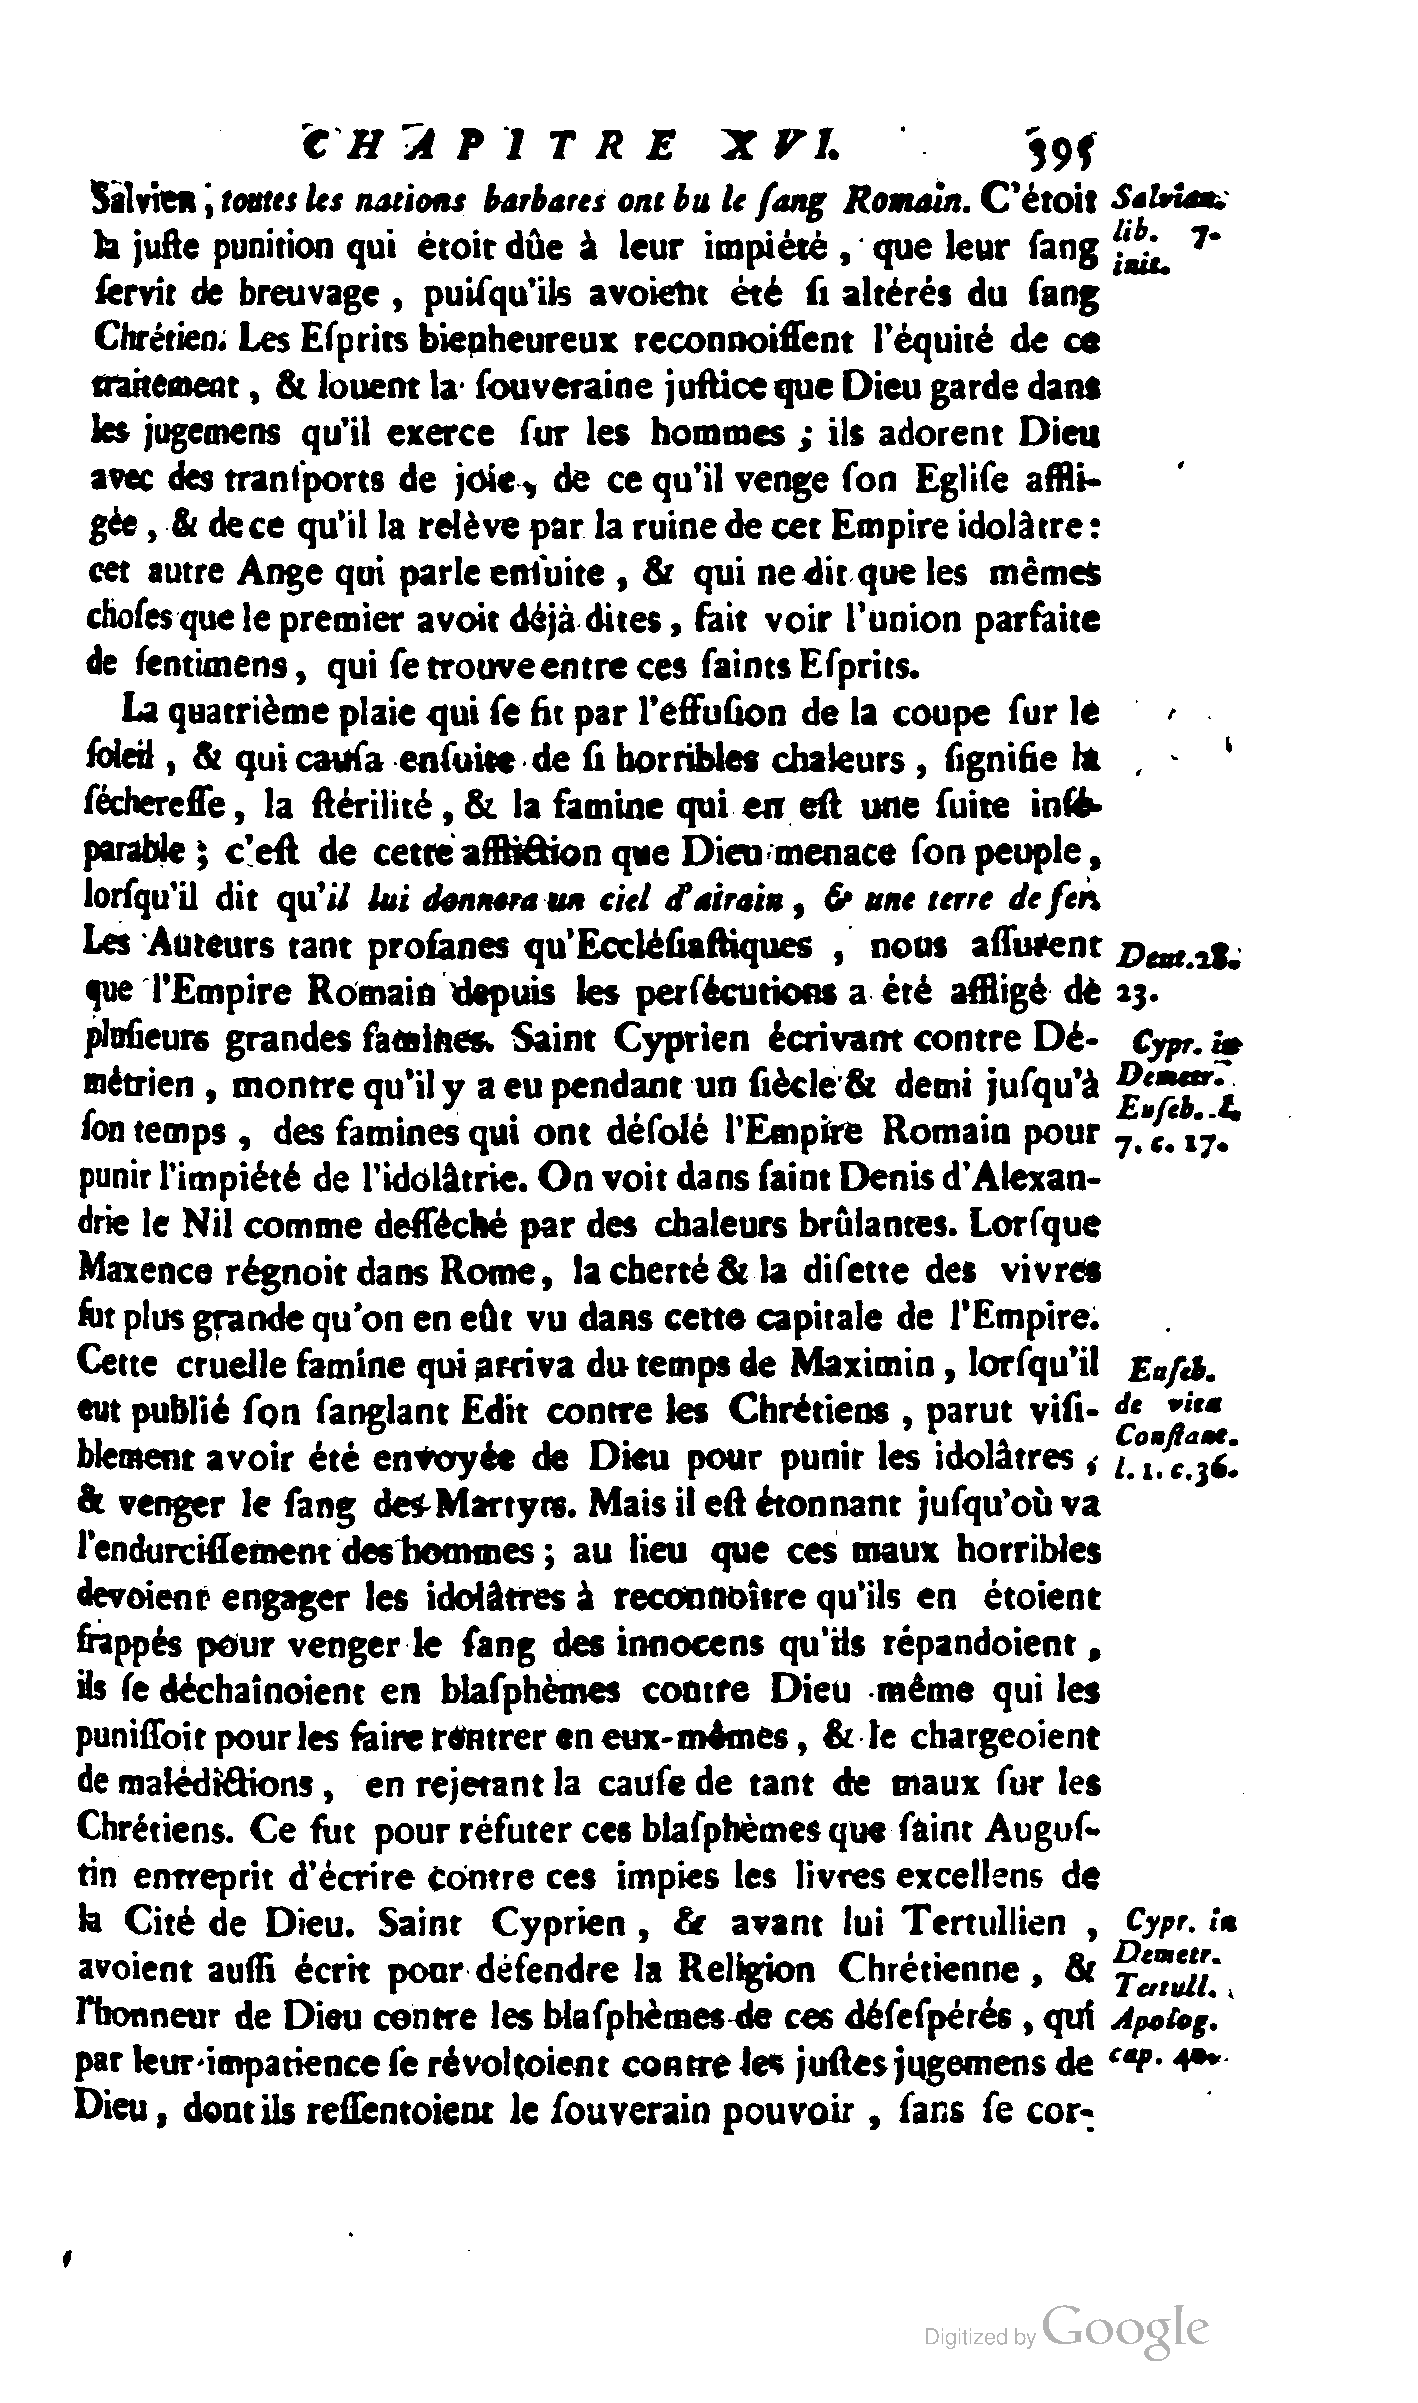 CHAPITRE XVI. 395
Salvien, toutes les nations barbares ont bu le ſang Romain. C'étoit
la juſte punition qui étoit dûe à leur impiété, que leur ſang
ſervit de breuvage, puiſqu'ils avoient été ſi altérés du ſang
Chrétien. Les Eſprits bienheureux reconnoiſſent l'équité de ce
traitement, & louent la ſouveraine juſtice que Dieu garde dans
les jugemens qu'il exerce ſur les hommes ; ils adorent Dieu
avec des tranſports de joie, de ce qu'il venge ſon Egliſe affli-
gée, & de ce qu'il la relève par la ruine de cet Empire idolâtre :
cet autre Ange qui parle enſuite, & qui ne dit que les mêmes
choſes que le premier avoit déjà dites, fait voir l'union parfaite
de ſentimens, qui ſe trouve entre ces ſaints Eſprits.
La quatrième plaie qui ſe fit par l'effuſion de la coupe ſur le
ſoleil, & qui cauſa enſuite de ſi horribles chaleurs, ſignifie la
ſéchereſſe, la ſtérilité, & la famine qui en eſt une ſuite inſé-
parable ; c'eſt de cette affliction que Dieu menace ſon peuple,
lorſqu'il dit qu'il lui donnera un ciel d'airain, & une terre de fer.
Les Auteurs tant profanes qu'Eccléſiaſtiques, nous aſſurent
que l'Empire Romain depuis les perſécutions a été affligé de
pluſieurs grandes famines. Saint Cyprien écrivant contre Dé-
métrien, montre qu'il y a eu pendant un ſiècle & demi juſqu'à
ſon temps, des famines qui ont déſolé l'Empire Romain pour
punir l'impiété de l'idolâtrie. On voit dans ſaint Denis d'Alexan-
drie le Nil comme deſſéché par des chaleurs brûlantes. Lorſque
Maxence régnoit dans Rome, la cherté & la diſette des vivres
fut plus grande qu'on en eût vu dans cette capitale de l'Empire.
Cette cruelle famine qui arriva du temps de Maximin, lorſqu'il
eut publié ſon ſanglant Edit contre les Chrétiens, parut viſi-
blement avoir été envoyée de Dieu pour punir les idolâtres,
& venger le ſang des Martyrs. Mais il eſt étonnant juſqu'où va
l'endurciſſement des hommes ; au lieu que ces maux horribles
devoient engager les idolâtres à reconnoître qu'ils en étoient
frappés pour venger le ſang des innocens qu'ils répandoient,
ils ſe déchaînoient en blaſphèmes contre Dieu même qui les
puniſſoit pour les faire rentrer en eux-mêmes, & le chargoient
de malédictions, en rejetant la cauſe de tant de maux ſur les
Chrétiens. Ce fut pour réfuter ces blaſphèmes que ſaint Auguſ-
tin entreprit d'écrire contre ces impies les livres excellens de
la Cité de Dieu. Saint Cyprien, & avant lui Tertullien,
avoient auſſi écrit pour défendre la Religion Chrétienne, &
l'honneur de Dieu contre les blaſphèmes de ces déſeſpérés, qui
par leur impatience ſe révoltoient contre les juſtes jugemens de
Dieu, dont ils reſſentoient le ſouverain pouvoir, ſans ſe cor-
Salvian.
lib. 7.
init.
Deut. 28.
23.
Cypr. in
Demetr.
Euſeb. l.
7. c. 17.
Euſeb.
de vita
Conſtant.
l. 1. c. 36.
Cypr. in
Demetr.
Tertull.
Apolog.
cap. 40.
Digitized by Google